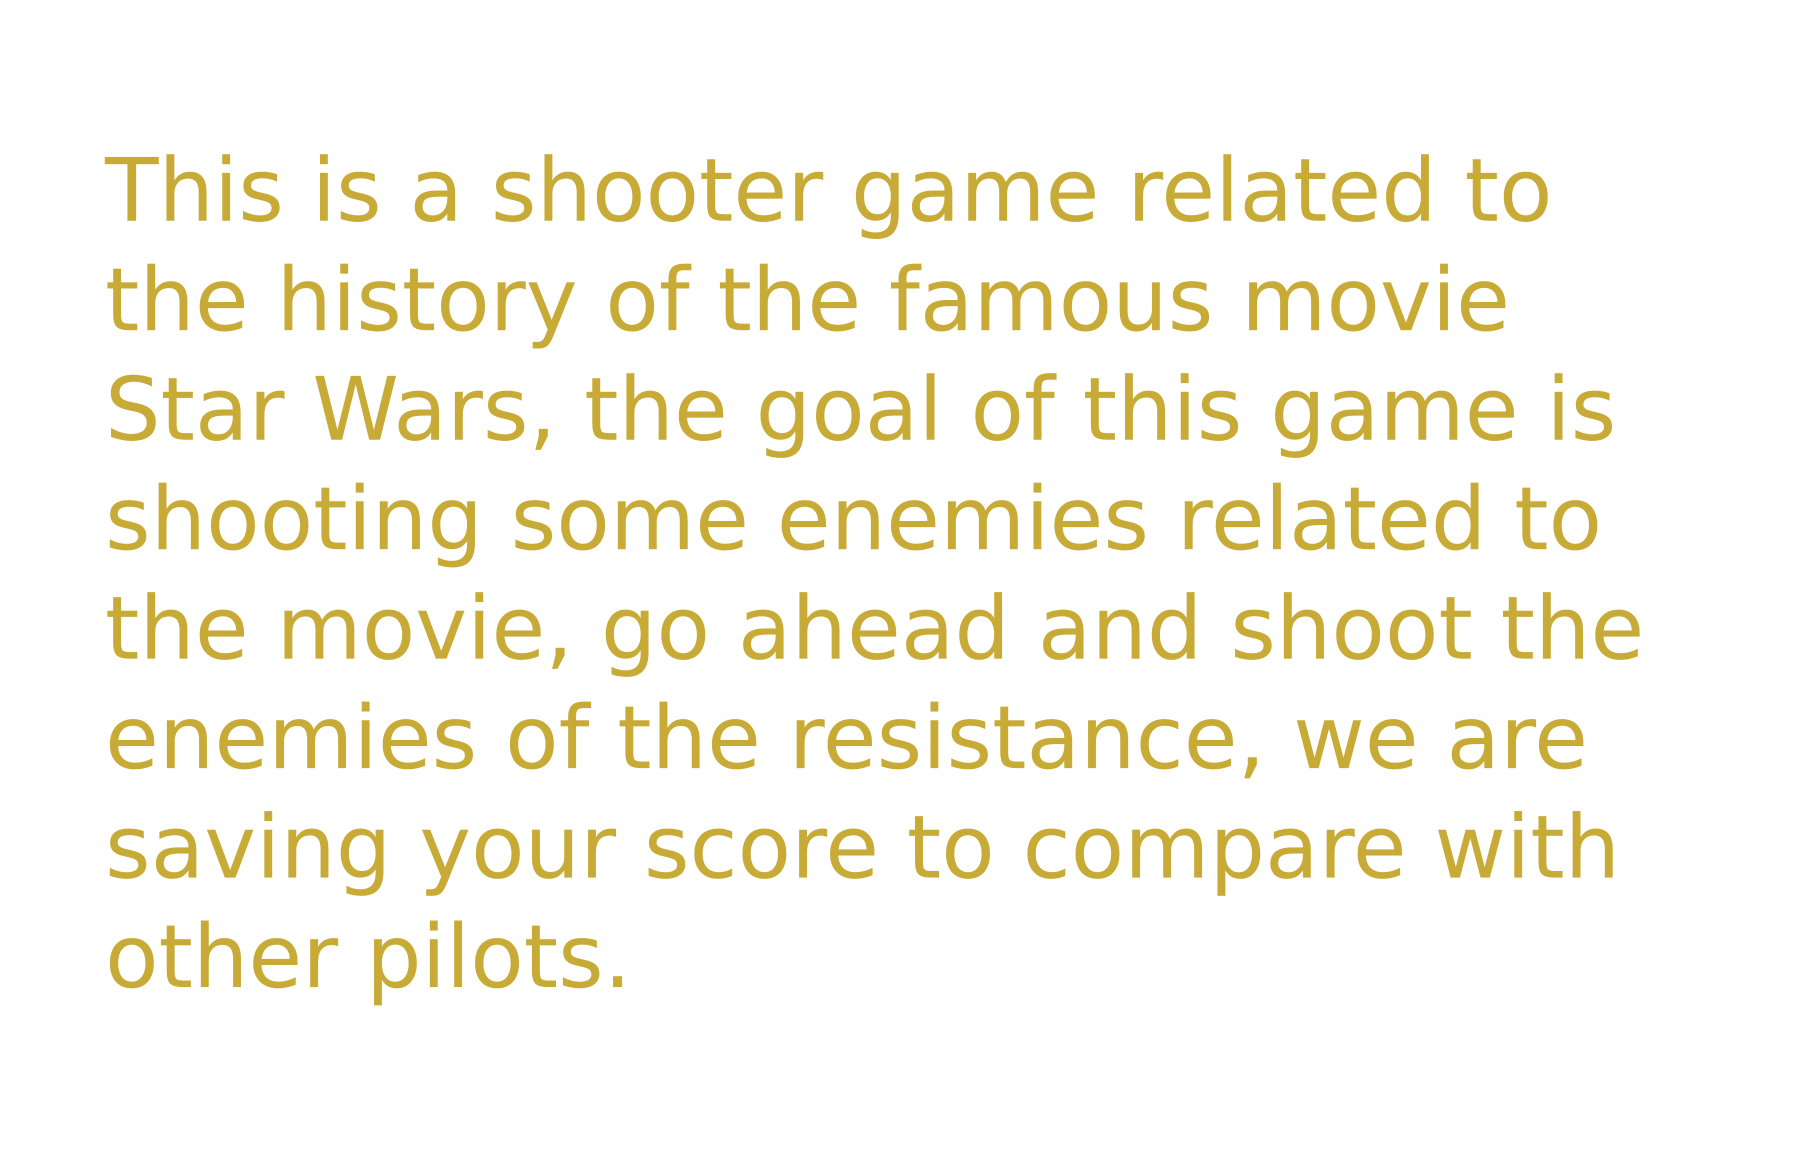 This is a shooter game related to
the history of the famous movie
Star Wars, the goal of this game is
shooting some enemies related to
the movie, go ahead and shoot the
enemies of the resistance, we are
saving your score to compare with
other pilots.